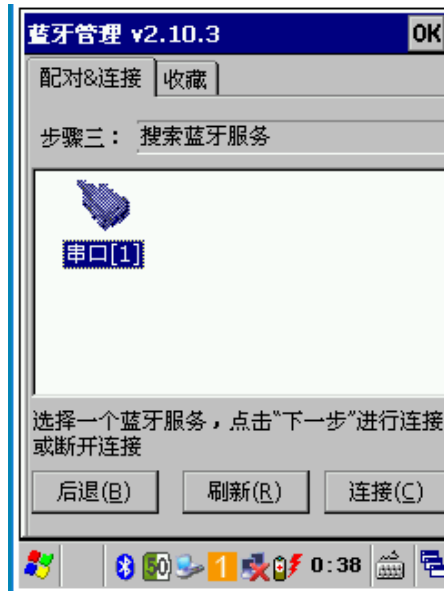 蓝牙管理 v2.10.3 OK
配对&连接 收藏
步骤三： 搜索蓝牙服务
串口[1]
选择一个蓝牙服务，点击“下一步”进行连接
或断开连接
后退(B) 刷新(R) 连接(C)
50 1 0:38